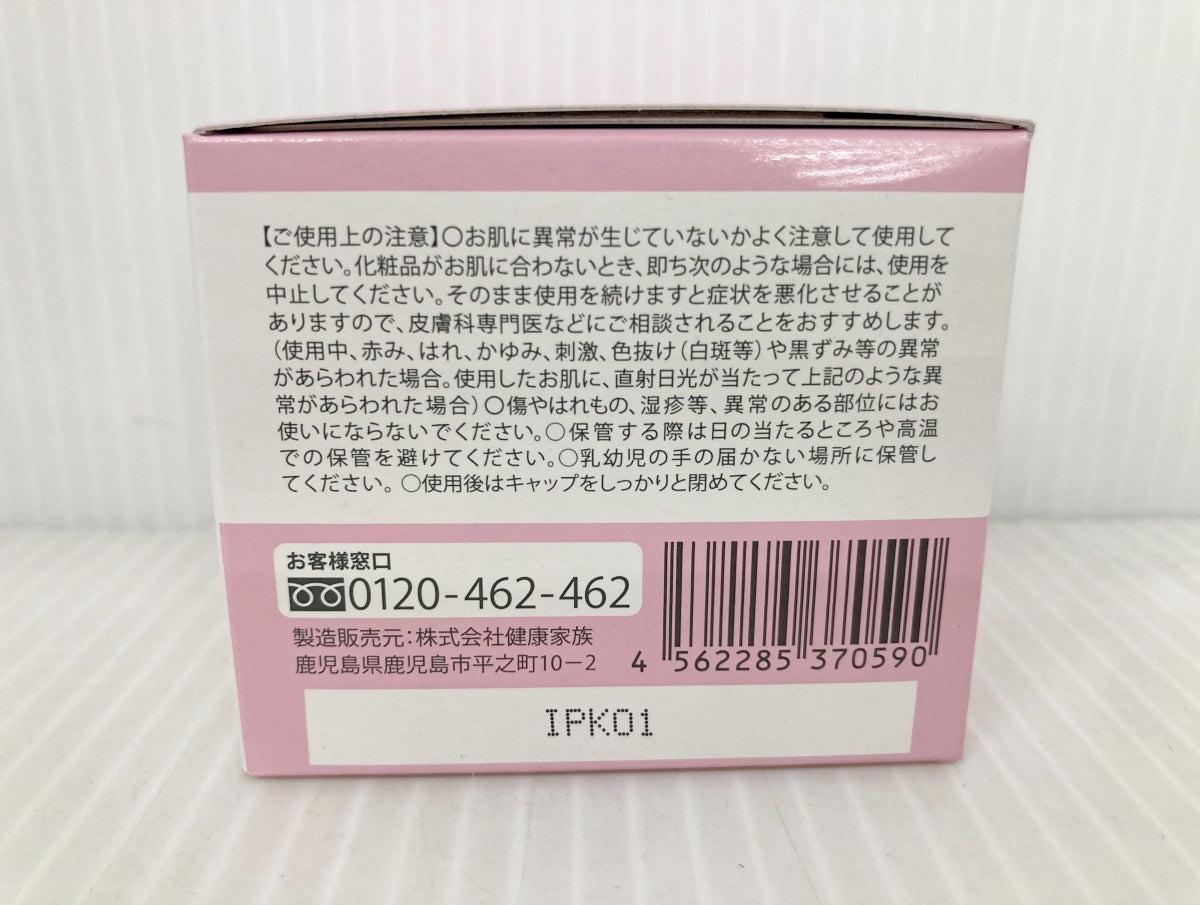 【ご使用上の注意】〇お肌に異常が生じていないかよく注意して使用して
ください。化粧品がお肌に合わないとき、即ち次のような場合には、使用を
中止してください。そのまま使用を続けますと症状を悪化させることが
ありますので、皮膚科専門医などにご相談されることをおすすめします。
（使用中、赤み、はれ、かゆみ、刺激、色抜け（白斑等）や黒ずみ等の異常
があらわれた場合。使用したお肌に、直射日光が当たって上記のような異
常があらわれた場合）〇傷やはれもの、湿疹等、異常のある部位にはお
使いにならないでください。〇保管する際は日の当たるところや高温
での保管を避けてください。〇乳幼児の手の届かない場所に保管し
てください。〇使用後はキャップをしっかりと閉めてください。
お客様窓口
0120-462-462
製造販売元：株式会社健康家族
鹿児島県鹿児島市平之町10－2
4 562285 370590
IPK01